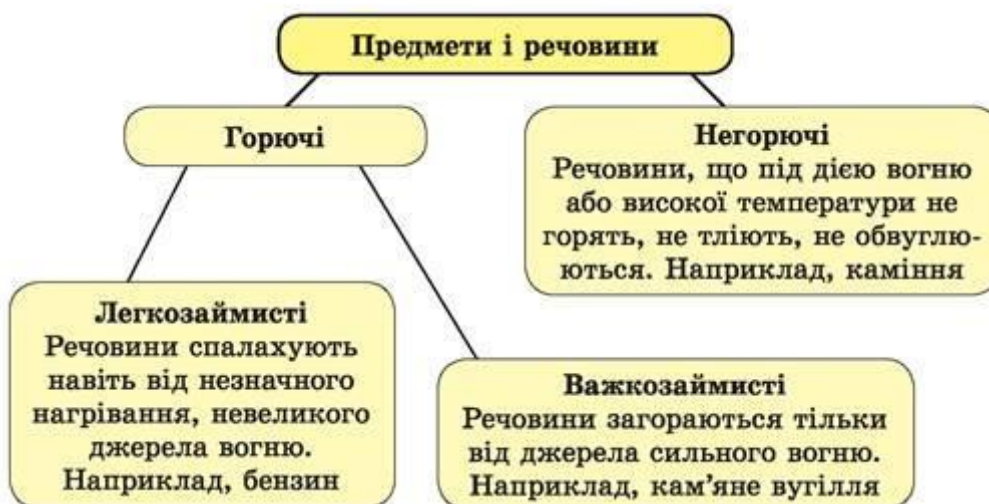 Предмети і речовини
Горючі
Негорючі
Речовини, що під дією вогню
або високої температури не
горять, не тліють, не обвуглю-
ються. Наприклад, каміння
Легкозаймисті
Речовини спалахують
навіть від незначного
нагрівання, невеликого
джерела вогню.
Наприклад, бензин
Важкозаймисті
Речовини загораються тільки
від джерела сильного вогню.
Наприклад, кам’яне вугілля